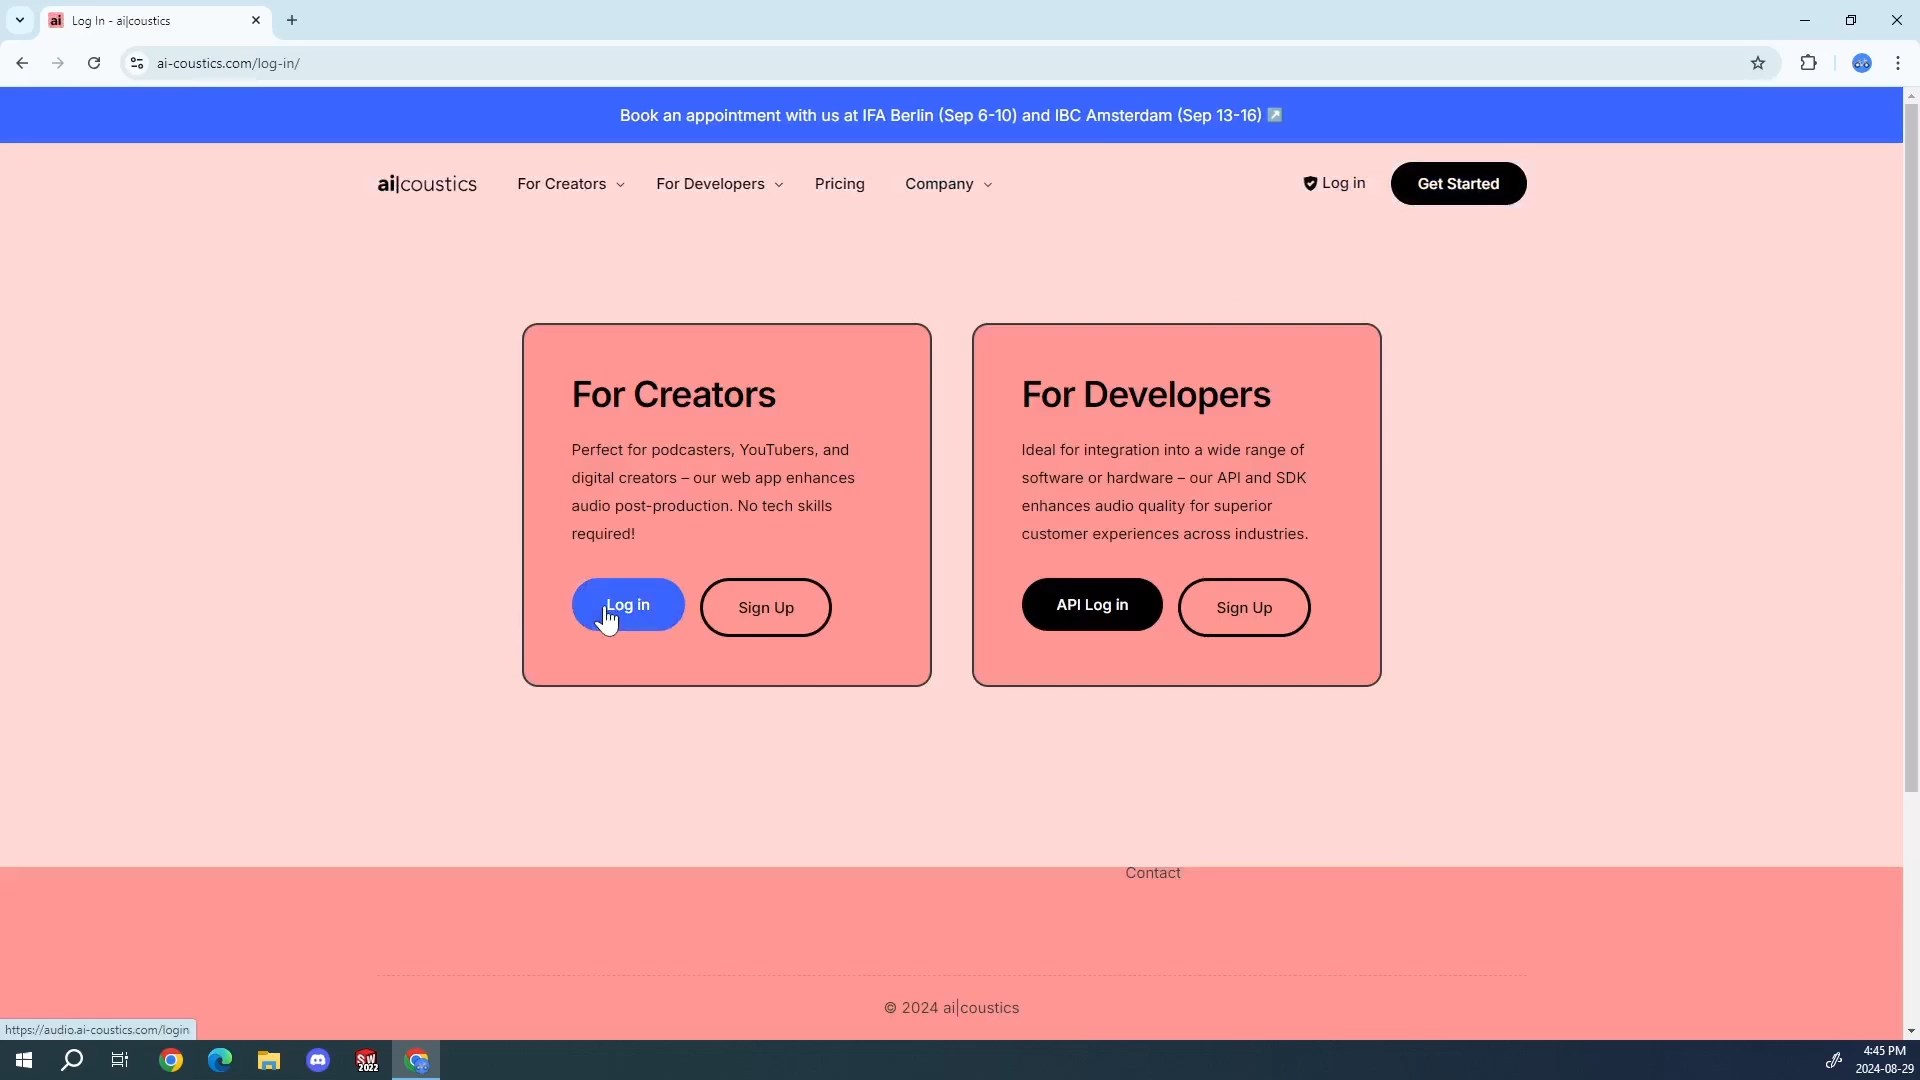 ai
Log In - ai|coustics
ai-coustics.com/log-in/
Book an appointment with us at IFA Berlin (Sep 6-10) and IBC Amsterdam (Sep 13-16)
ai|coustics
For Creators
For Developers
Pricing
Company
Log in
Get Started
For Creators
Perfect for podcasters, YouTubers, and
digital creators – our web app enhances
audio post-production. No tech skills
required!
Log in
Sign Up
For Developers
Ideal for integration into a wide range of
software or hardware – our API and SDK
enhances audio quality for superior
customer experiences across industries.
API Log in
Sign Up
Contact
© 2024 ai|coustics
https://audio.ai-coustics.com/login
SW
2022
4:45 PM
2024-08-29